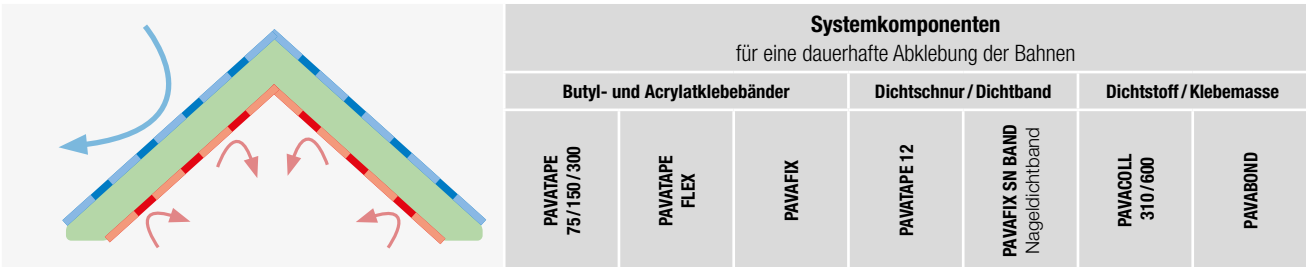 Systemkomponenten
für eine dauerhafte Abklebung der Bahnen
Butyl- und Acrylatklebebänder
Dichtschnur / Dichtband
Dichtstoff / Klebemasse
PAVATAPE
75 / 150 / 300
PAVATAPE
FLEX
PAVAFIX
PAVATAPE 12
PAVAFIX SN BAND
Nageldichtband
PAVACOLL
310 / 600
PAVABOND